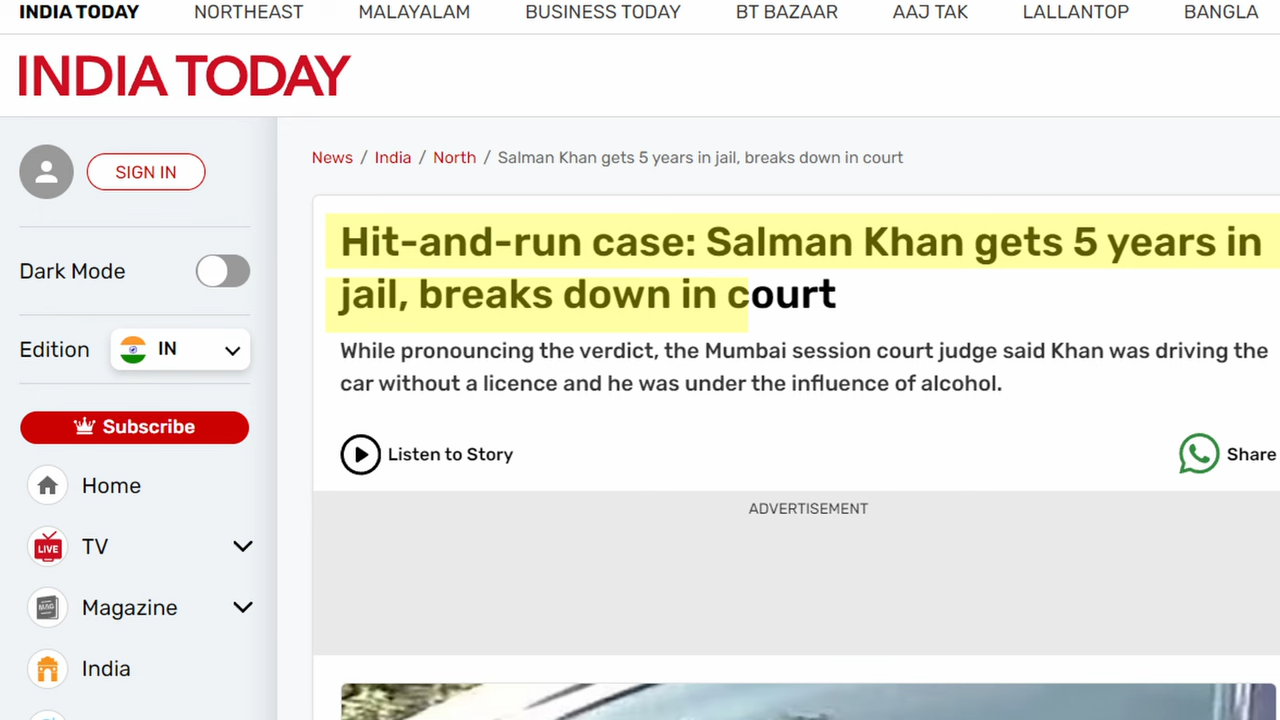 INDIA TODAY NORTHEAST MALAYALAM BUSINESS TODAY BT BAZAAR AAJ TAK LALLANTOP BANGLA
INDIA TODAY
SIGN IN
Dark Mode
Edition IN
Subscribe
Home
LIVE TV
MAG Magazine
India
News / India / North / Salman Khan gets 5 years in jail, breaks down in court
Hit-and-run case: Salman Khan gets 5 years in
jail, breaks down in court
While pronouncing the verdict, the Mumbai session court judge said Khan was driving the
car without a licence and he was under the influence of alcohol.
Listen to Story
Share
ADVERTISEMENT